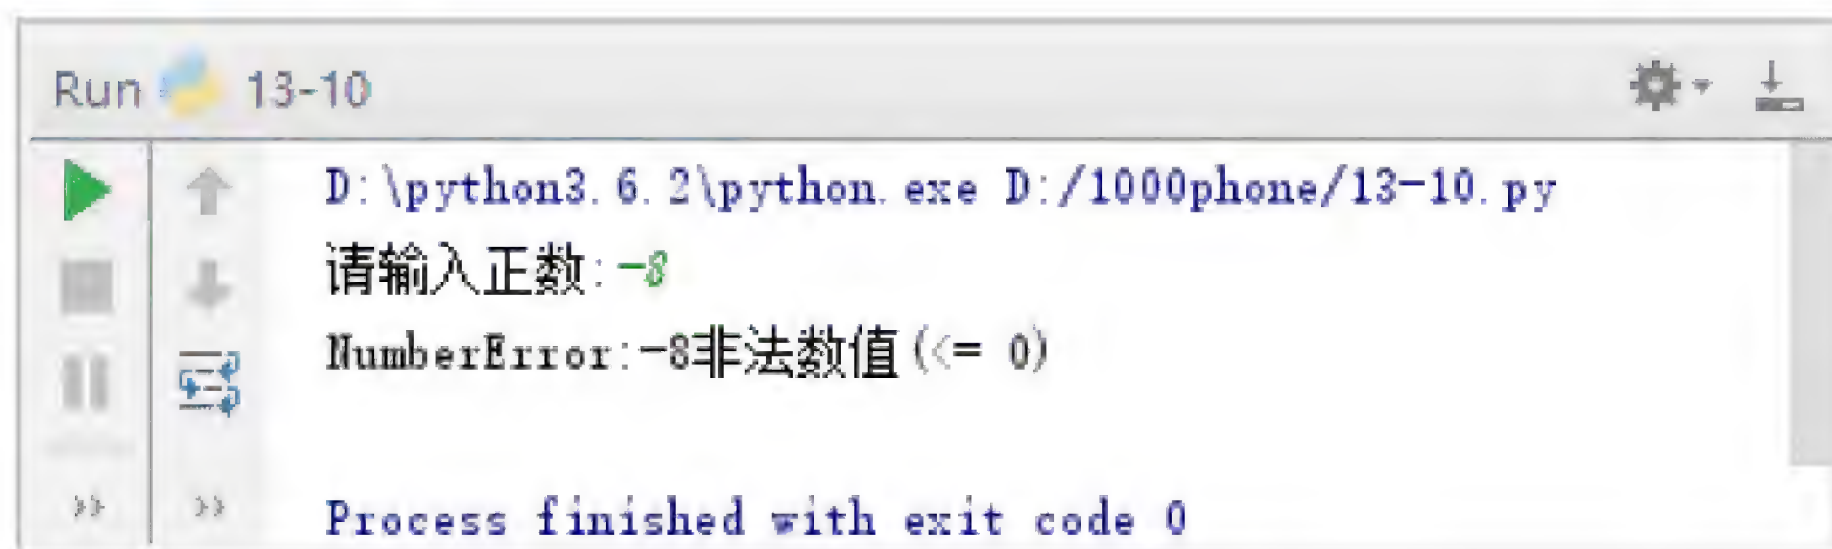 Run 13-10
D:\python3.6.2\python.exe D:/1000phone/13-10.py
请输入正数:-8
NumberError:-8非法数值(<= 0)
Process finished with exit code 0